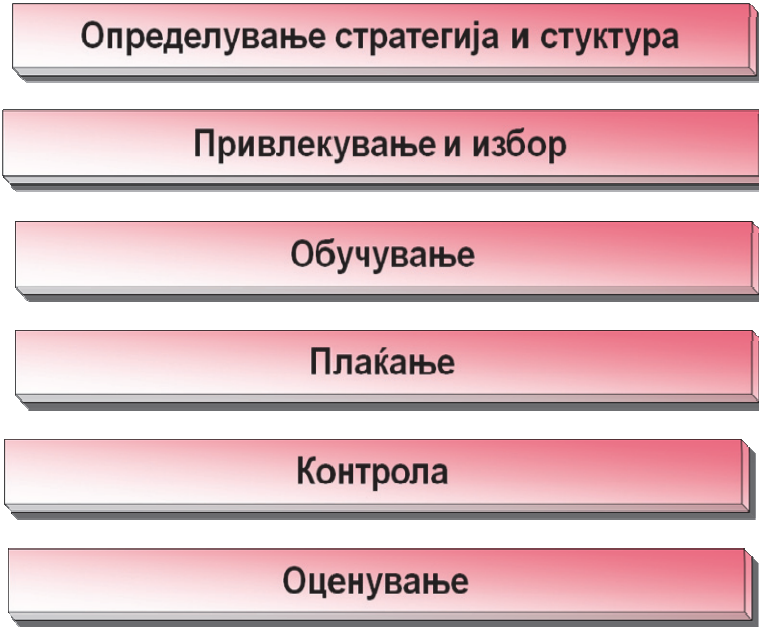 Определување стратегија и стуктура
Привлекување и избор
Обучување
Плаќање
Контрола
Оценување